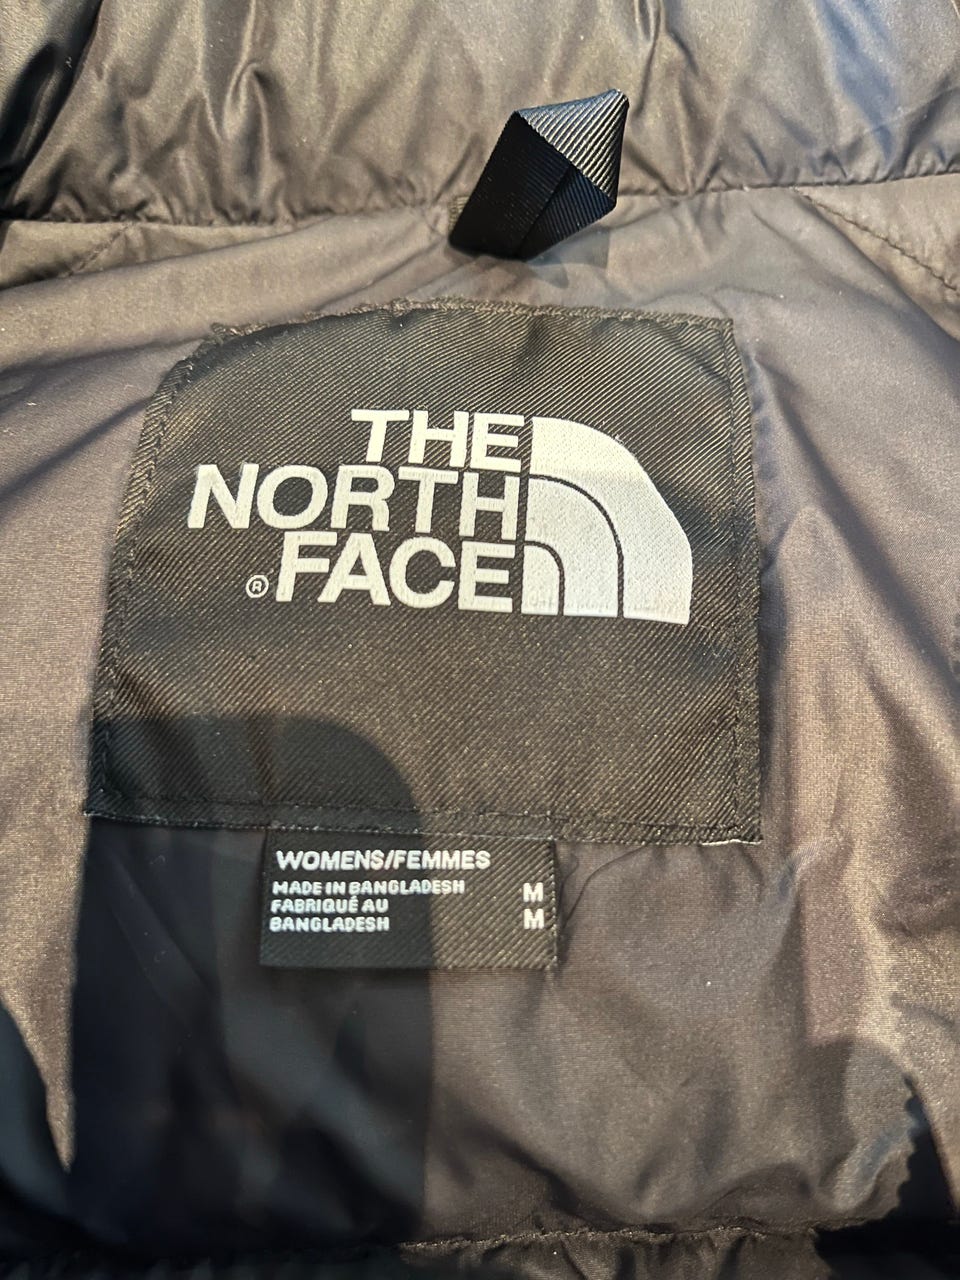 THE
NORTH
® FACE
WOMENS/FEMMES
MADE IN BANGLADESH M
FABRIQUÉ AU
BANGLADESH M